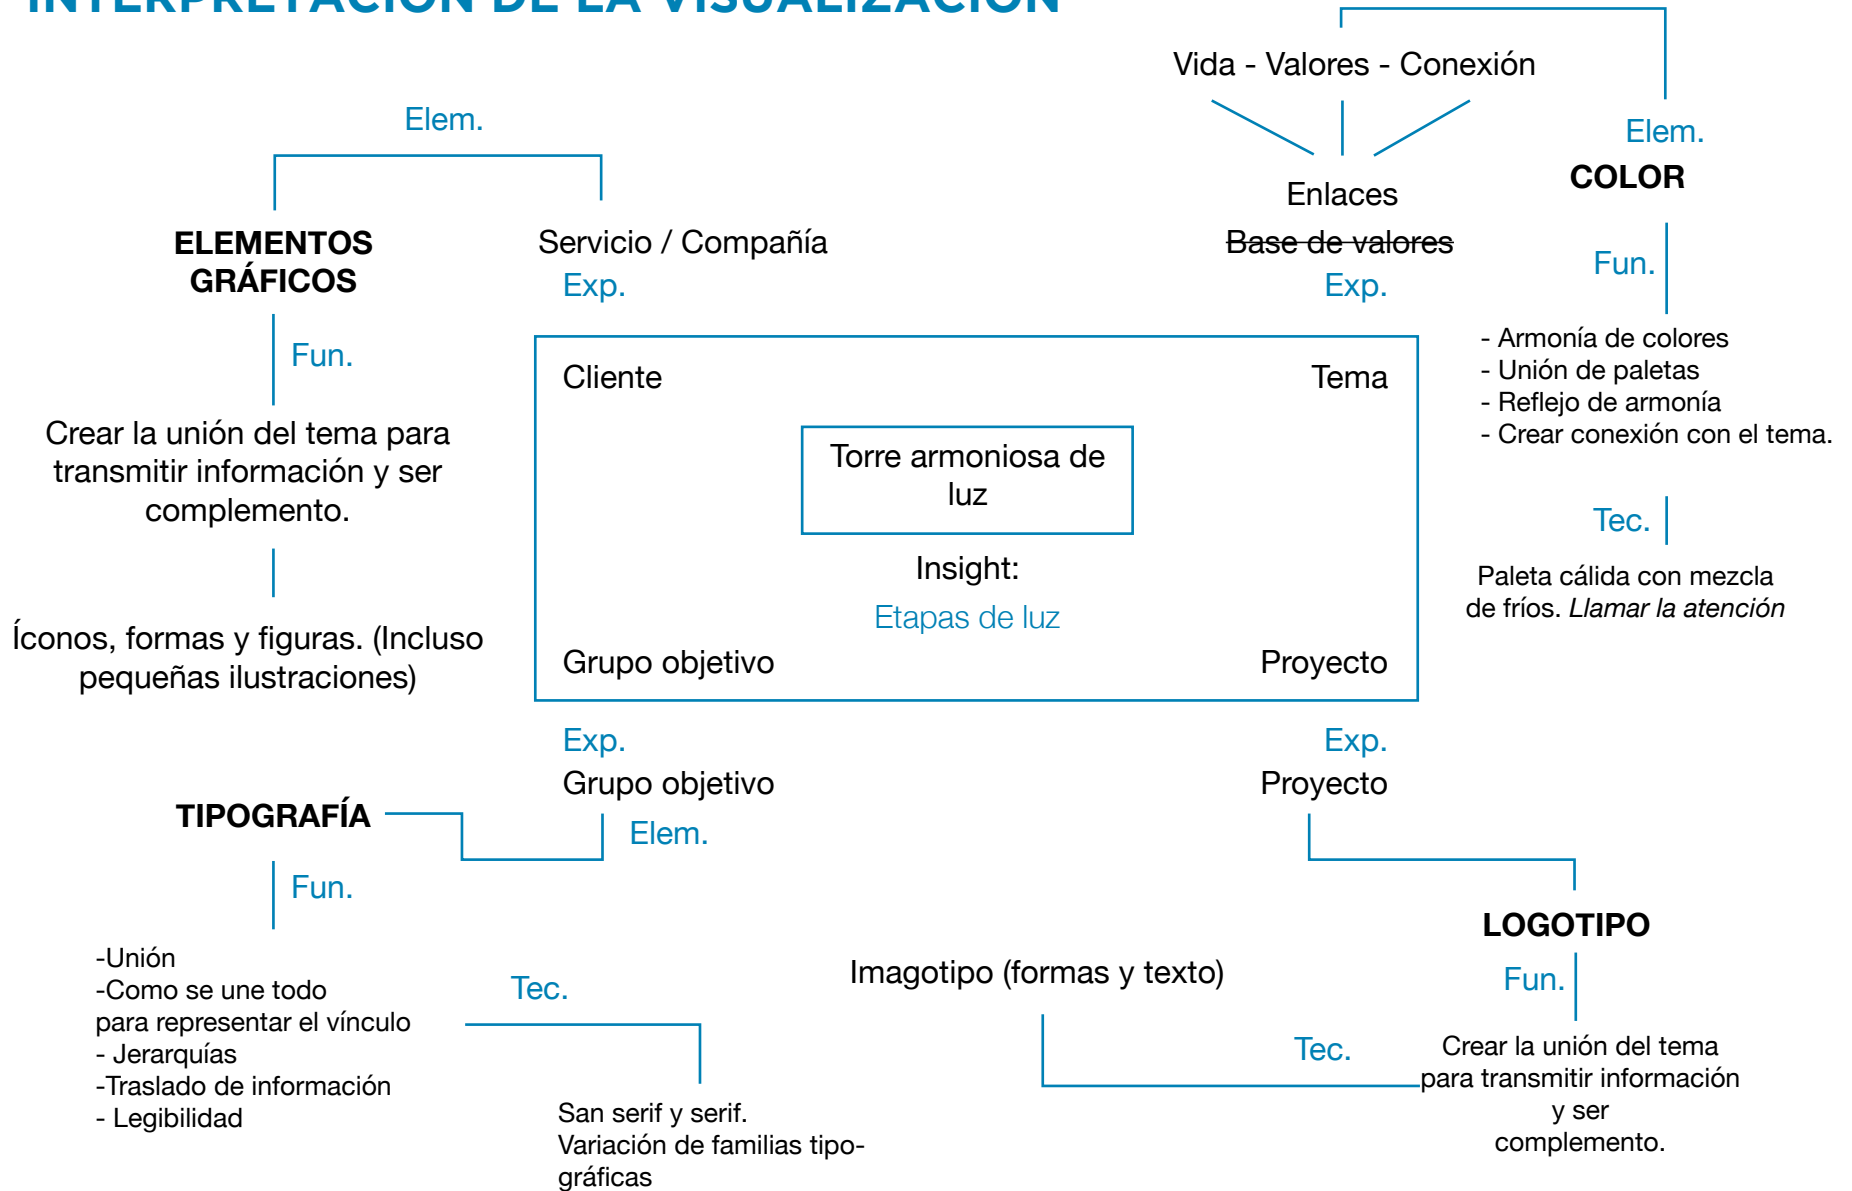 INTERPRETACIÓN DE LA VISUALIZACIÓN
Vida - Valores - Conexión
Elem.
Elem.
COLOR
Enlaces
Base de valores
Exp.
ELEMENTOS
GRÁFICOS
Servicio / Compañía
Exp.
Fun.
- Armonía de colores
- Unión de paletas
- Reflejo de armonía
- Crear conexión con el tema.
Fun.
Cliente
Tema
Crear la unión del tema para
transmitir información y ser
complemento.
Torre armoniosa de
luz
Tec.
Insight:
Etapas de luz
Paleta cálida con mezcla
de fríos. Llamar la atención
Íconos, formas y figuras. (Incluso
pequeñas ilustraciones)
Grupo objetivo
Proyecto
Exp.
Exp.
Grupo objetivo
Proyecto
TIPOGRAFÍA
Elem.
Fun.
LOGOTIPO
-Unión
-Como se une todo
para representar el vínculo
- Jerarquías
-Traslado de información
- Legibilidad
Tec.
Imagotipo (formas y texto)
Fun.
Tec.
Crear la unión del tema
para transmitir información
y ser
complemento.
San serif y serif.
Variación de familias tipo-
gráficas